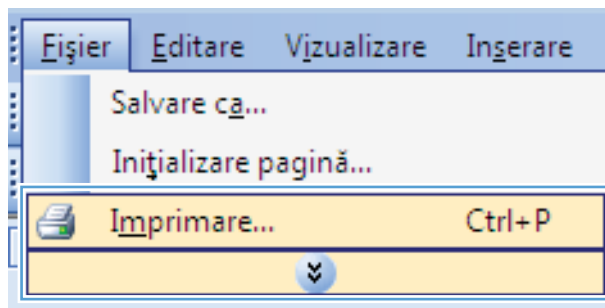 Fişier Editare Vizualizare Inserare
Salvare ca...
Iniţializare pagină...
Imprimare... Ctrl+P